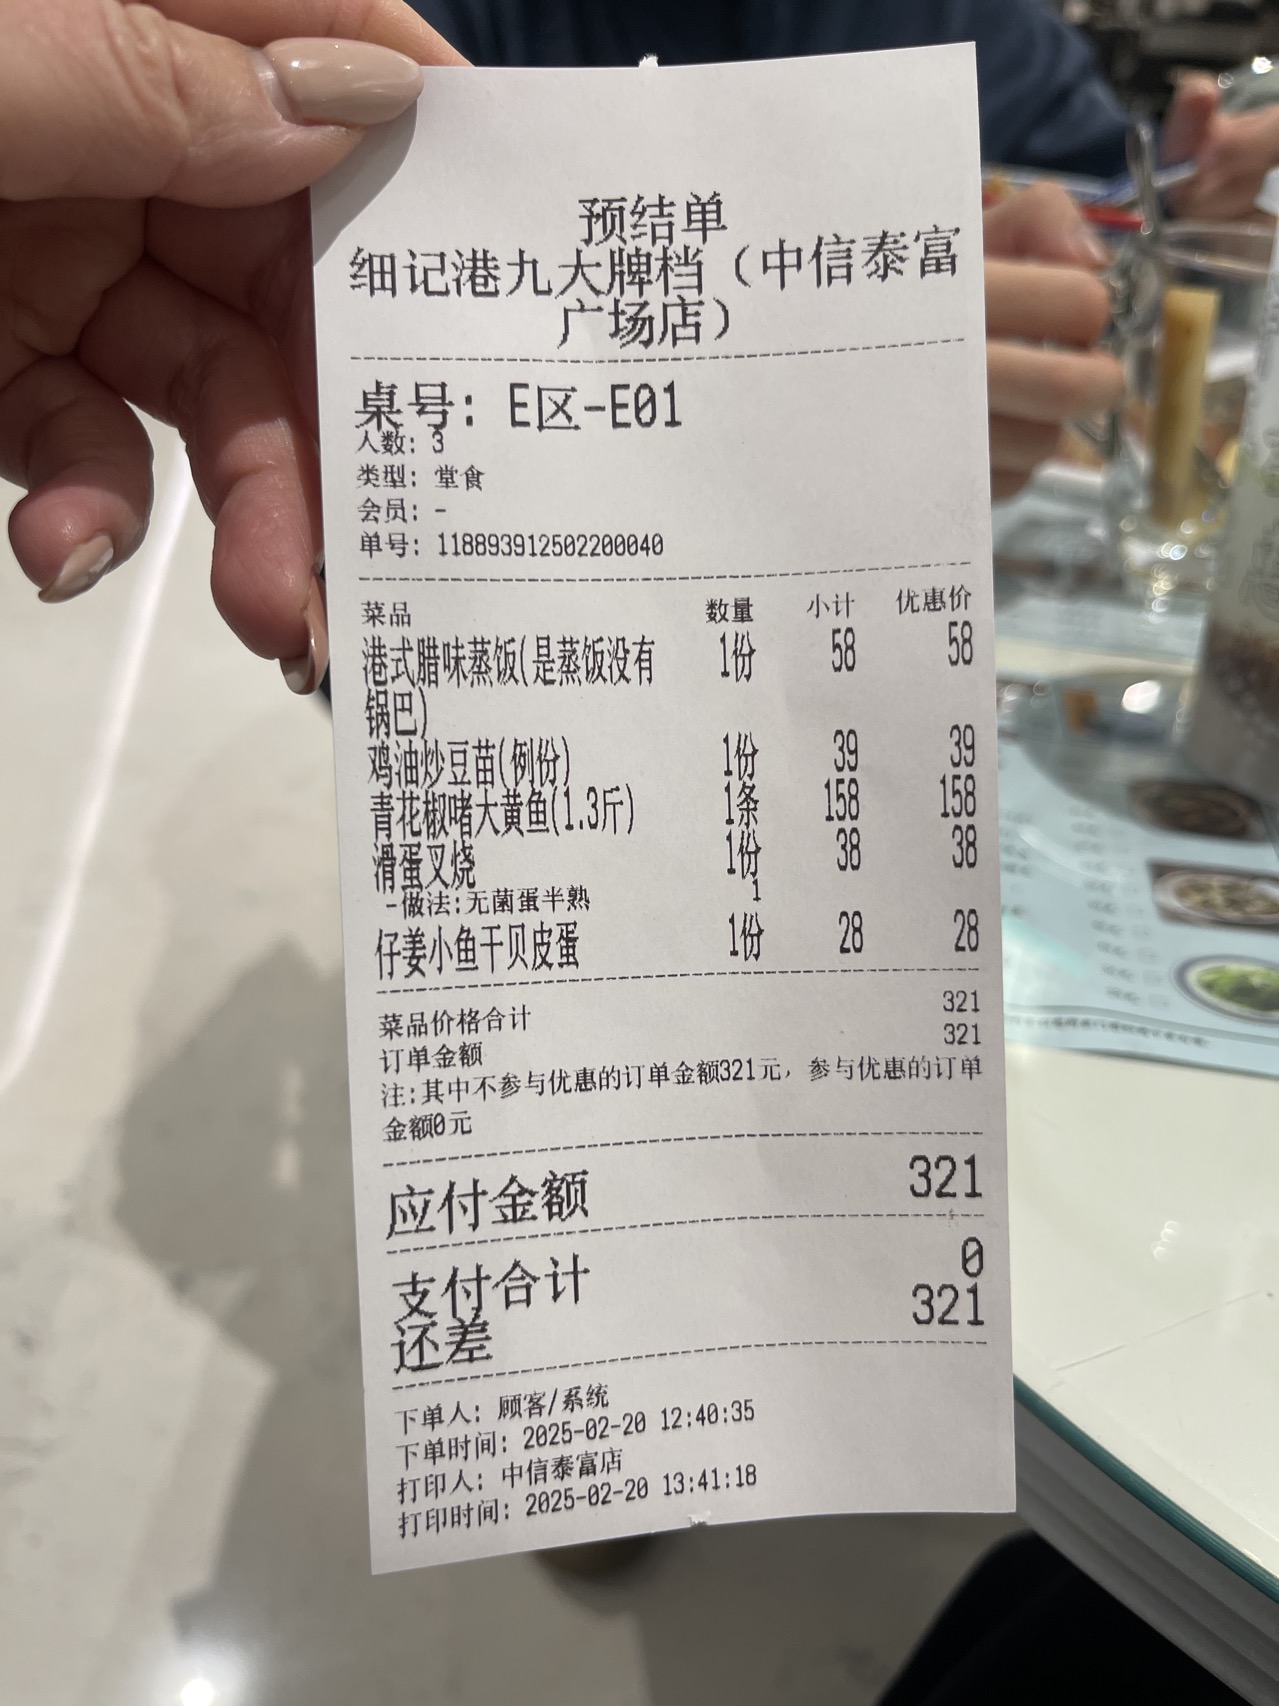 预结单
细记港九大牌档（中信泰富
广场店）
桌号： E区-E01
人数： 3
类型： 堂食
会员： -
单号： 118893912502200040
菜品 数量 小计 优惠价
港式腊味蒸饭(是蒸饭没有 1份 58 58
锅巴)
鸡油炒豆苗(例份) 1份 39 39
青花椒啫大黄鱼(1.3斤) 1条 158 158
滑蛋叉烧 1份 38 38
-做法:无菌蛋半熟 1
仔姜小鱼干贝皮蛋 1份 28 28
菜品价格合计 321
订单金额 321
注:其中不参与优惠的订单金额321元，参与优惠的订单
金额0元
应付金额 321
支付合计 0
还差 321
下单人： 顾客/系统
下单时间： 2025-02-20 12:40:35
打印人： 中信泰富店
打印时间： 2025-02-20 13:41:18